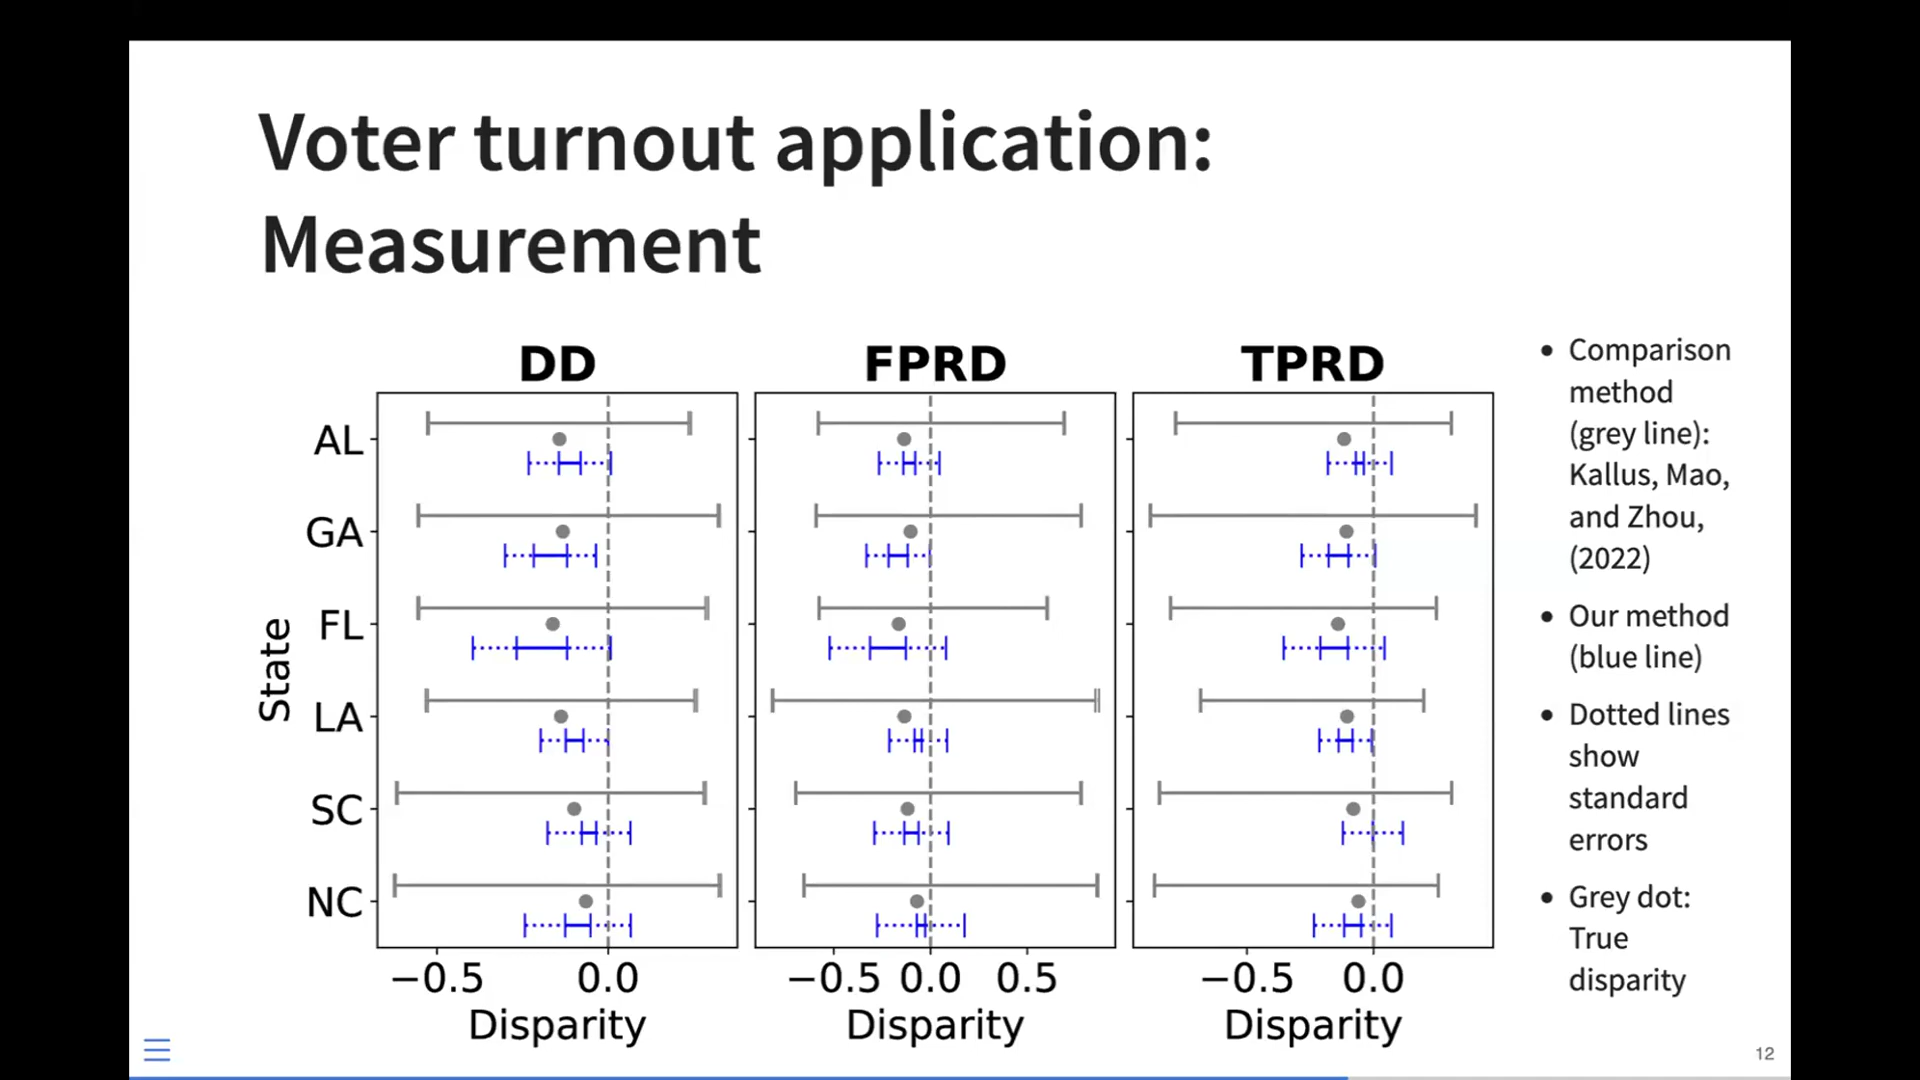 Voter turnout application:
Measurement
DD
FPRD
TPRD
State
AL
GA
FL
LA
SC
NC
−0.5 0.0
−0.5 0.0 0.5
−0.5 0.0
Disparity
Disparity
Disparity
• Comparison
method
(grey line):
Kallus, Mao,
and Zhou,
(2022)
• Our method
(blue line)
• Dotted lines
show
standard
errors
• Grey dot:
True
disparity
12